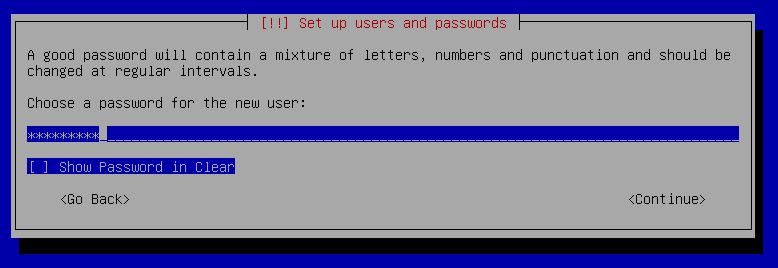 [!!] Set up users and passwords
A good password will contain a mixture of letters, numbers and punctuation and should be
changed at regular intervals.
Choose a password for the new user:
*********
[ ] Show Password in Clear
<Go Back> <Continue>